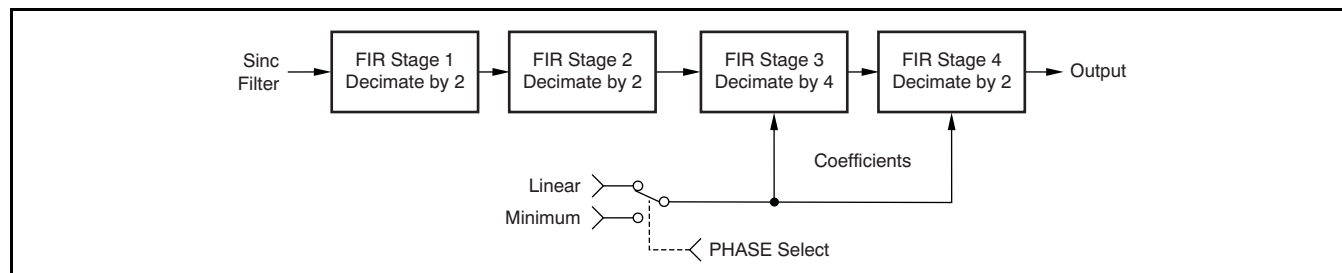 Sinc
Filter
FIR Stage 1
Decimate by 2
FIR Stage 2
Decimate by 2
FIR Stage 3
Decimate by 4
FIR Stage 4
Decimate by 2
Output
Coefficients
Linear
Minimum
PHASE Select